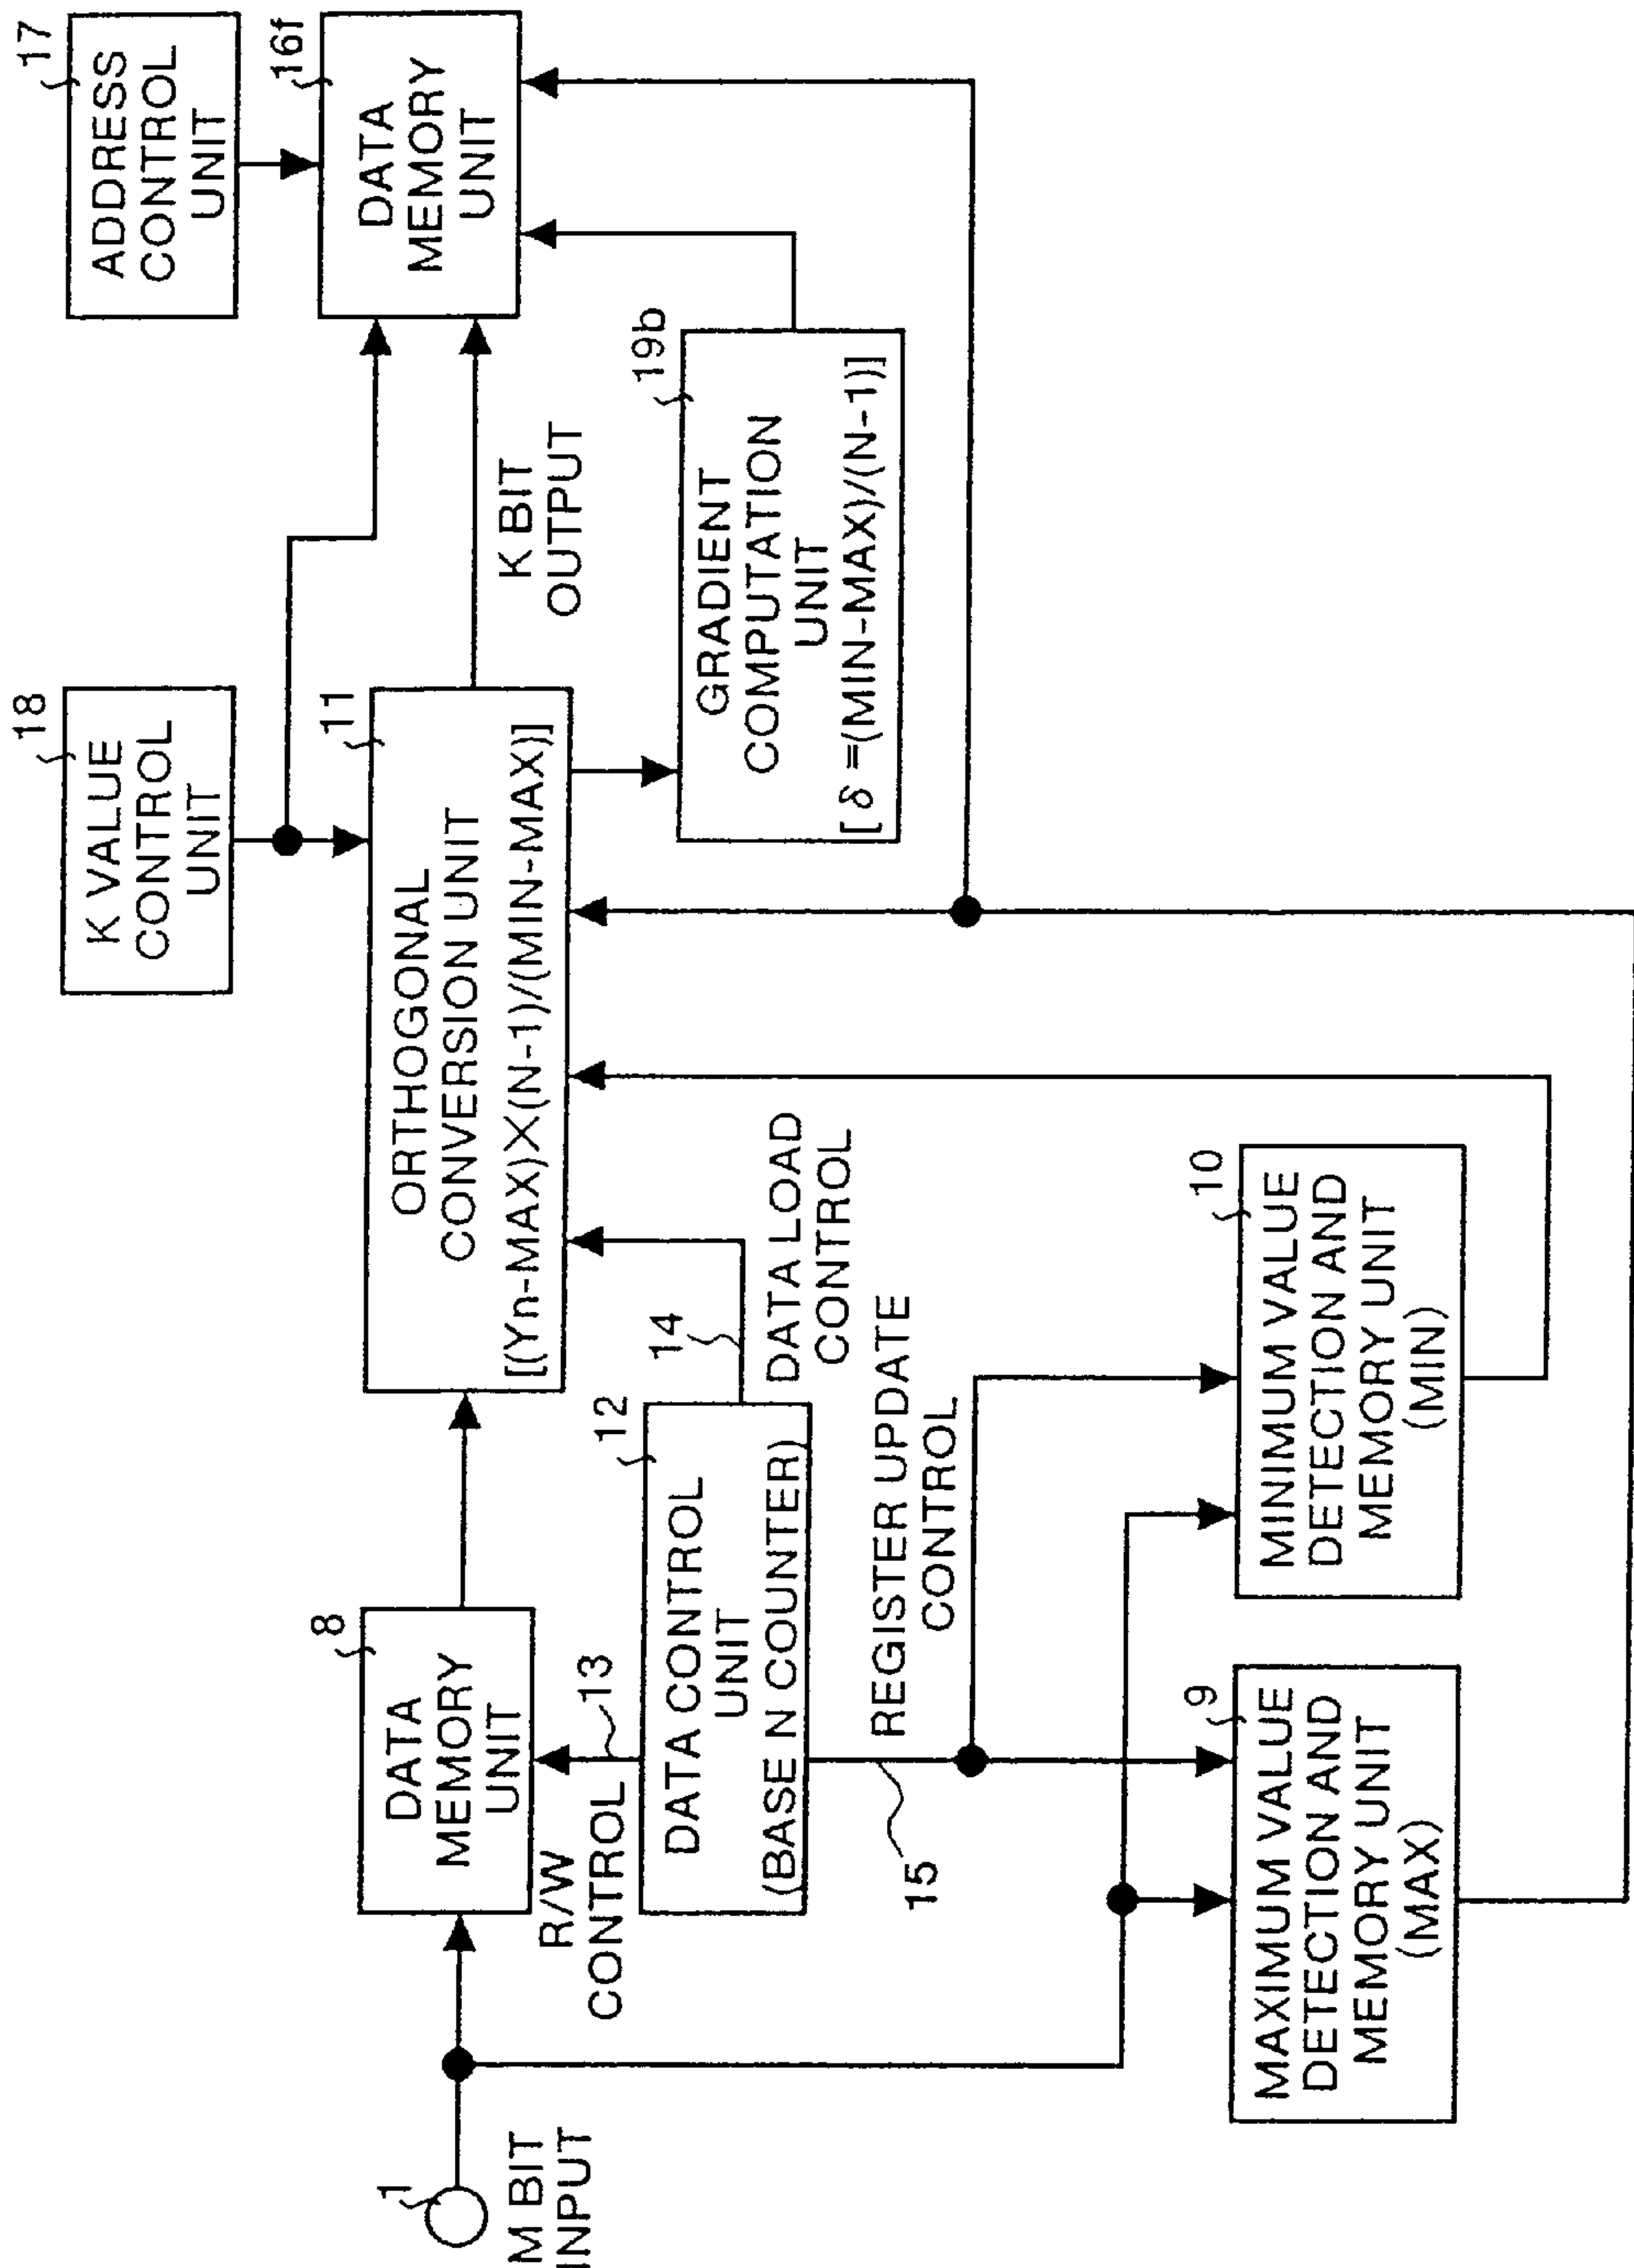 1
M BIT
INPUT
8
DATA
MEMORY
UNIT
R/W
CONTROL
13
12
DATA CONTROL
UNIT
(BASE N COUNTER)
14
DATA LOAD
CONTROL
15
REGISTER UPDATE
CONTROL
9
MAXIMUM VALUE
DETECTION AND
MEMORY UNIT
(MAX)
10
MINIMUM VALUE
DETECTION AND
MEMORY UNIT
(MIN)
18
K VALUE
CONTROL
UNIT
11
ORTHOGONAL
CONVERSION UNIT
[(Yn-MAX)×(N-1)/(MIN-MAX)]
K BIT
OUTPUT
19b
GRADIENT
COMPUTATION
UNIT
[ δ =(MIN-MAX)/(N-1)]
17
ADDRESS
CONTROL
UNIT
16f
DATA
MEMORY
UNIT